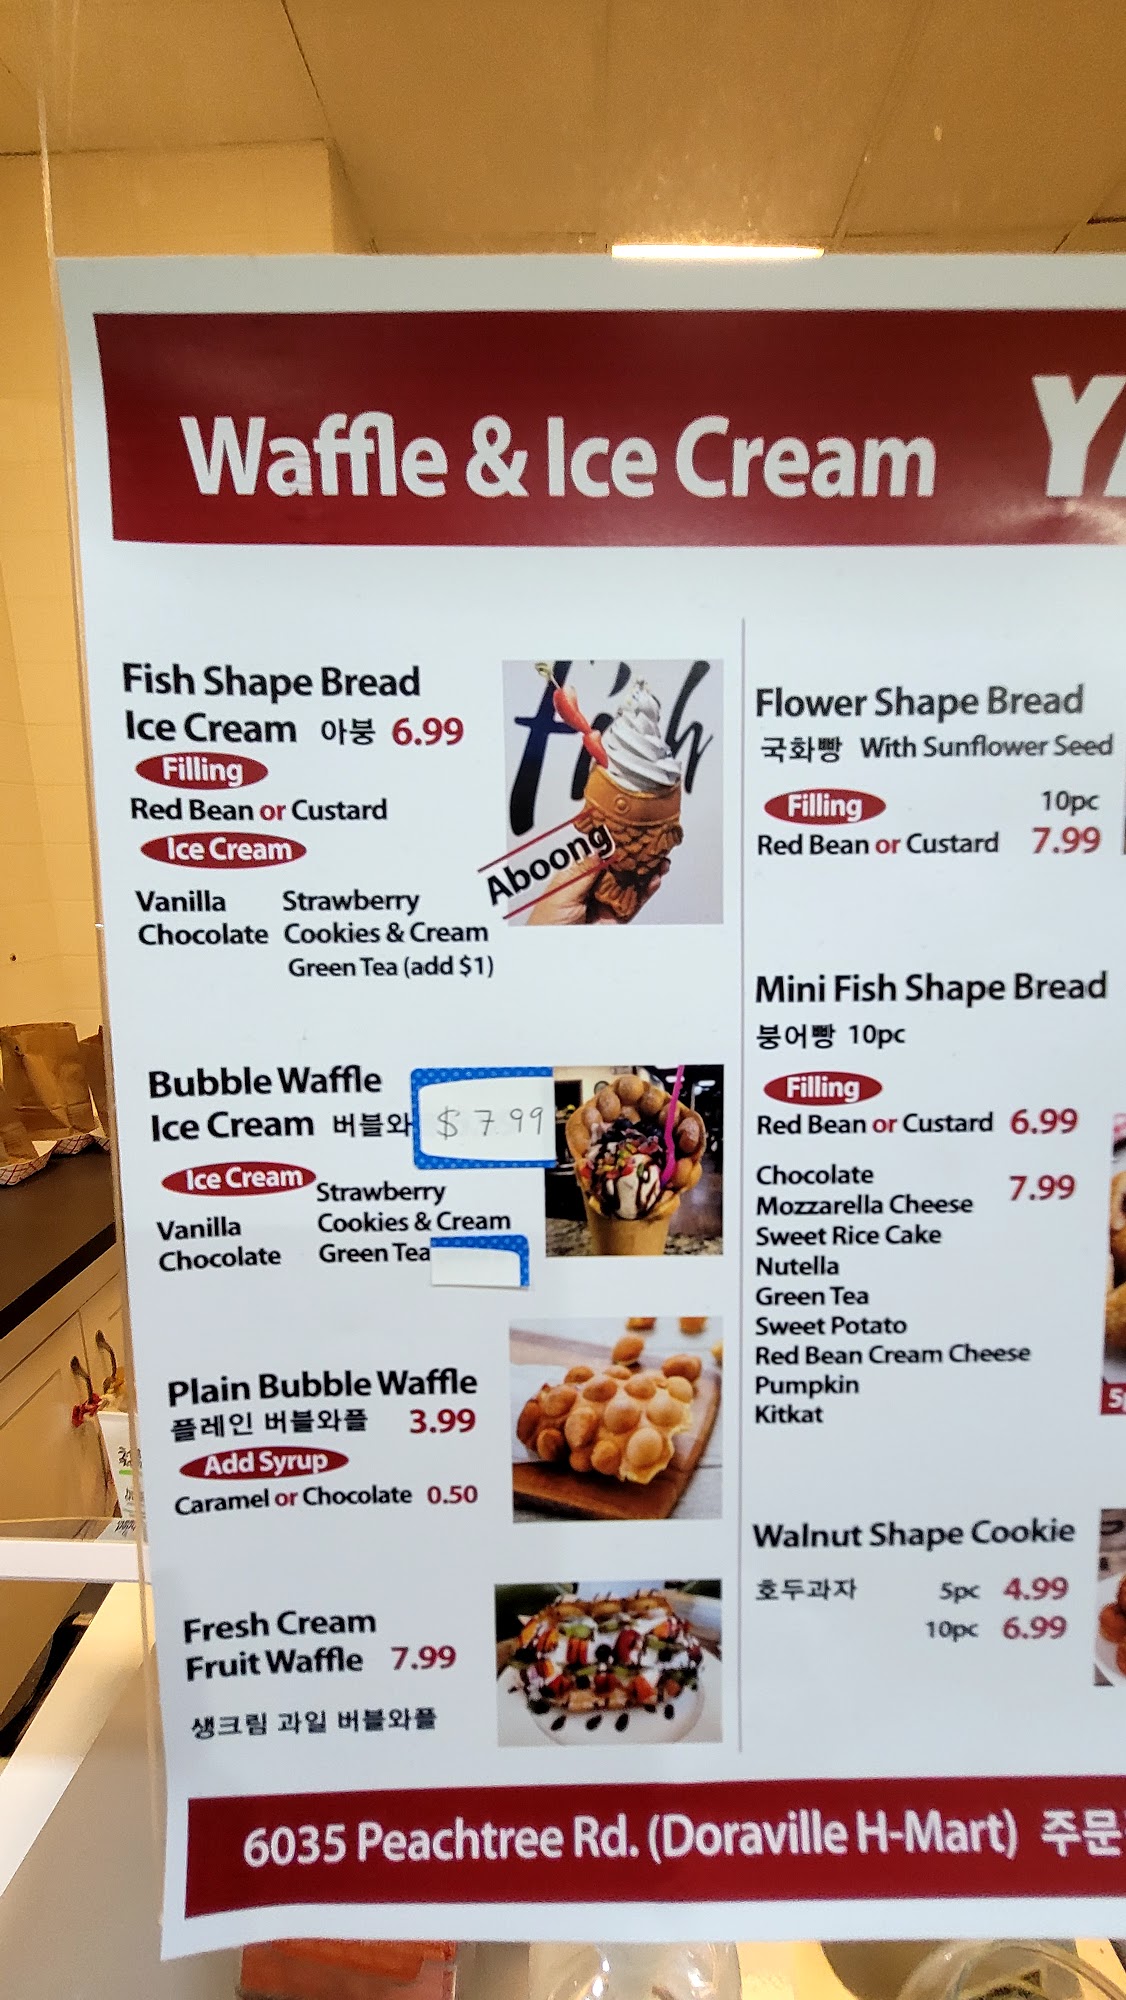 Waffle & Ice Cream
Fish Shape Bread
Ice Cream 아붕 6.99
Filling
Red Bean or Custard
Ice Cream
Vanilla Strawberry
Chocolate Cookies & Cream
Green Tea (add $1)
fish
Aboong
Bubble Waffle
Ice Cream 버블와 $7.99
Ice Cream
Strawberry
Vanilla Cookies & Cream
Chocolate Green Tea
Plain Bubble Waffle
플레인 버블와플 3.99
Add Syrup
Caramel or Chocolate 0.50
Fresh Cream
Fruit Waffle 7.99
생크림 과일 버블와플
Flower Shape Bread
국화빵 With Sunflower Seed
Filling 10pc
Red Bean or Custard 7.99
Mini Fish Shape Bread
붕어빵 10pc
Filling
Red Bean or Custard 6.99
Chocolate 7.99
Mozzarella Cheese
Sweet Rice Cake
Nutella
Green Tea
Sweet Potato
Red Bean Cream Cheese
Pumpkin
Kitkat
Walnut Shape Cookie
호두과자 5pc 4.99
10pc 6.99
6035 Peachtree Rd. (Doraville H-Mart) 주문